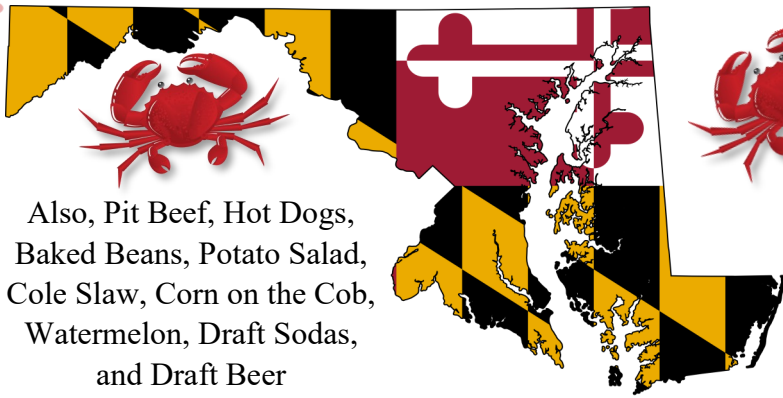 Also, Pit Beef, Hot Dogs,
Baked Beans, Potato Salad,
Cole Slaw, Corn on the Cob,
Watermelon, Draft Sodas,
and Draft Beer